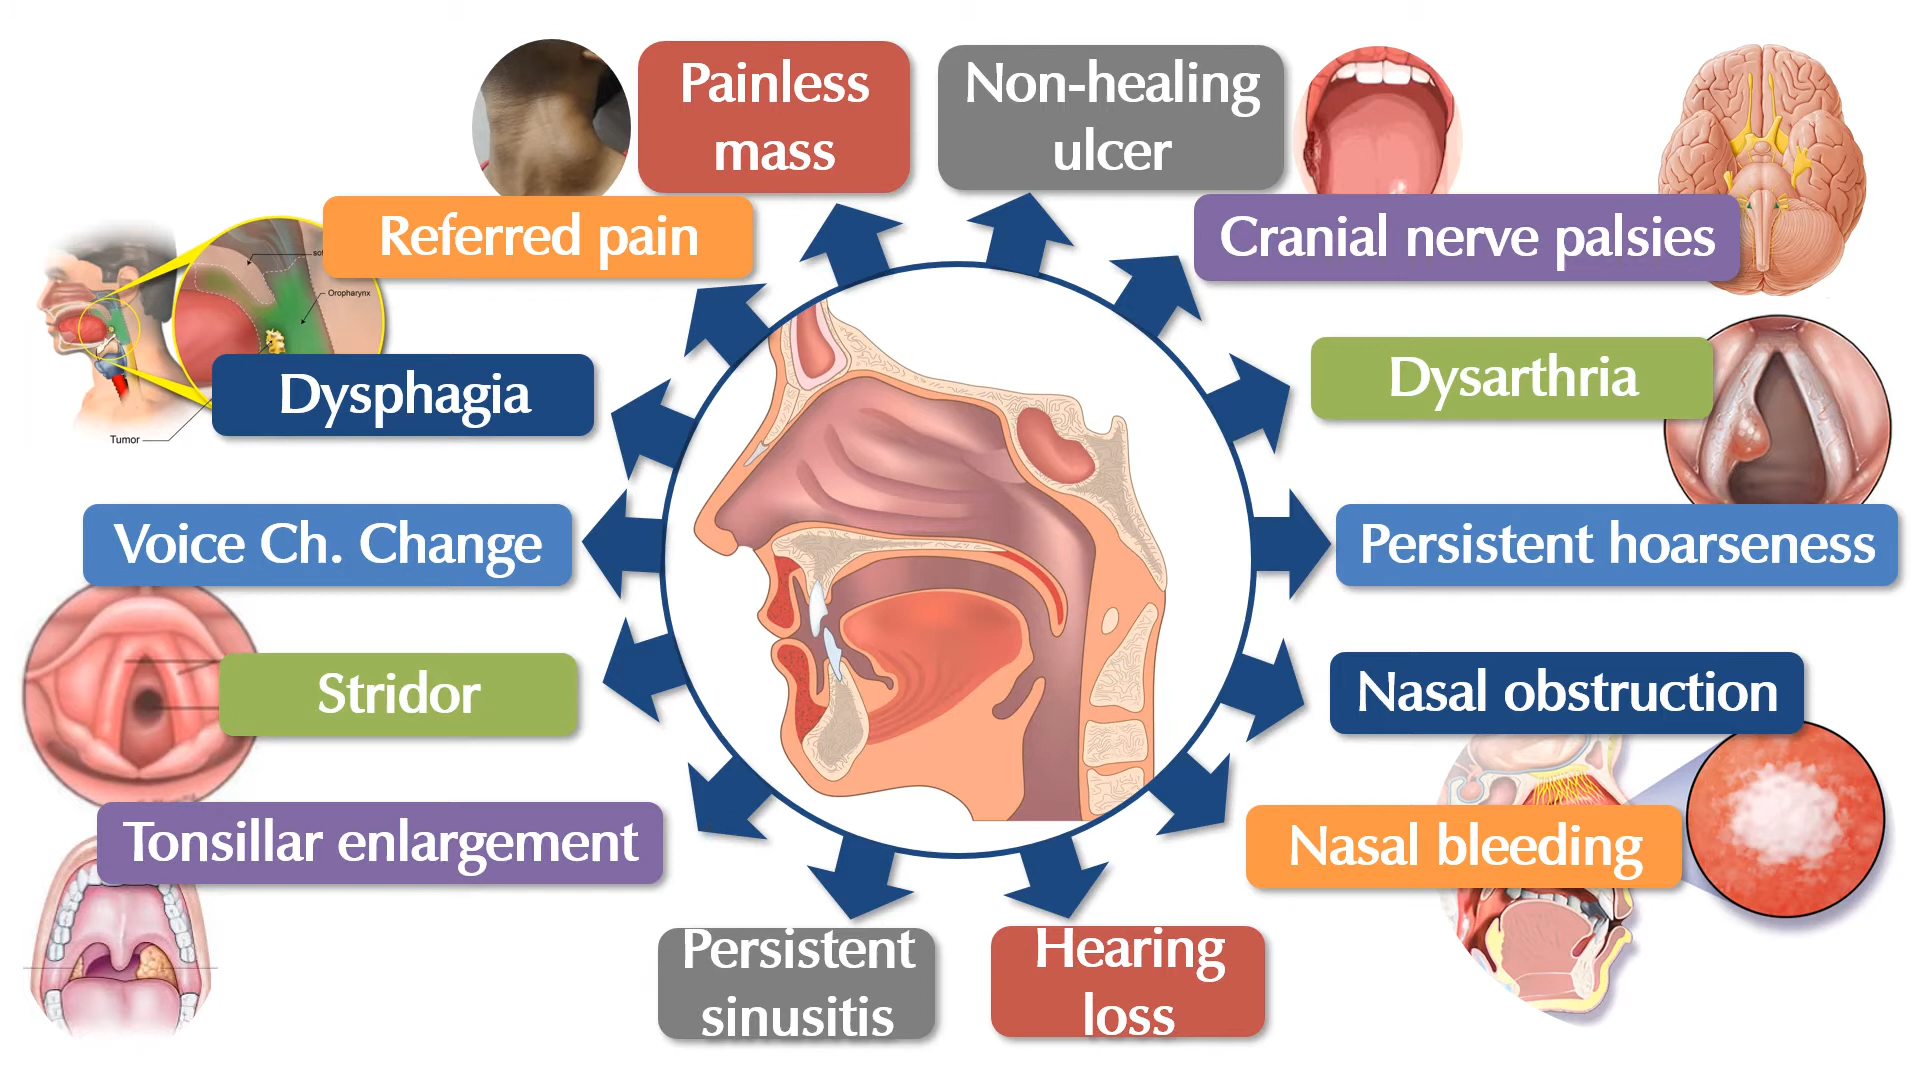 Painless
mass
Non-healing
ulcer
Referred pain
Cranial nerve palsies
Oropharynx
Dysphagia
Dysarthria
Tumor
Voice Ch. Change
Persistent hoarseness
Stridor
Nasal obstruction
Tonsillar enlargement
Nasal bleeding
Persistent
sinusitis
Hearing
loss